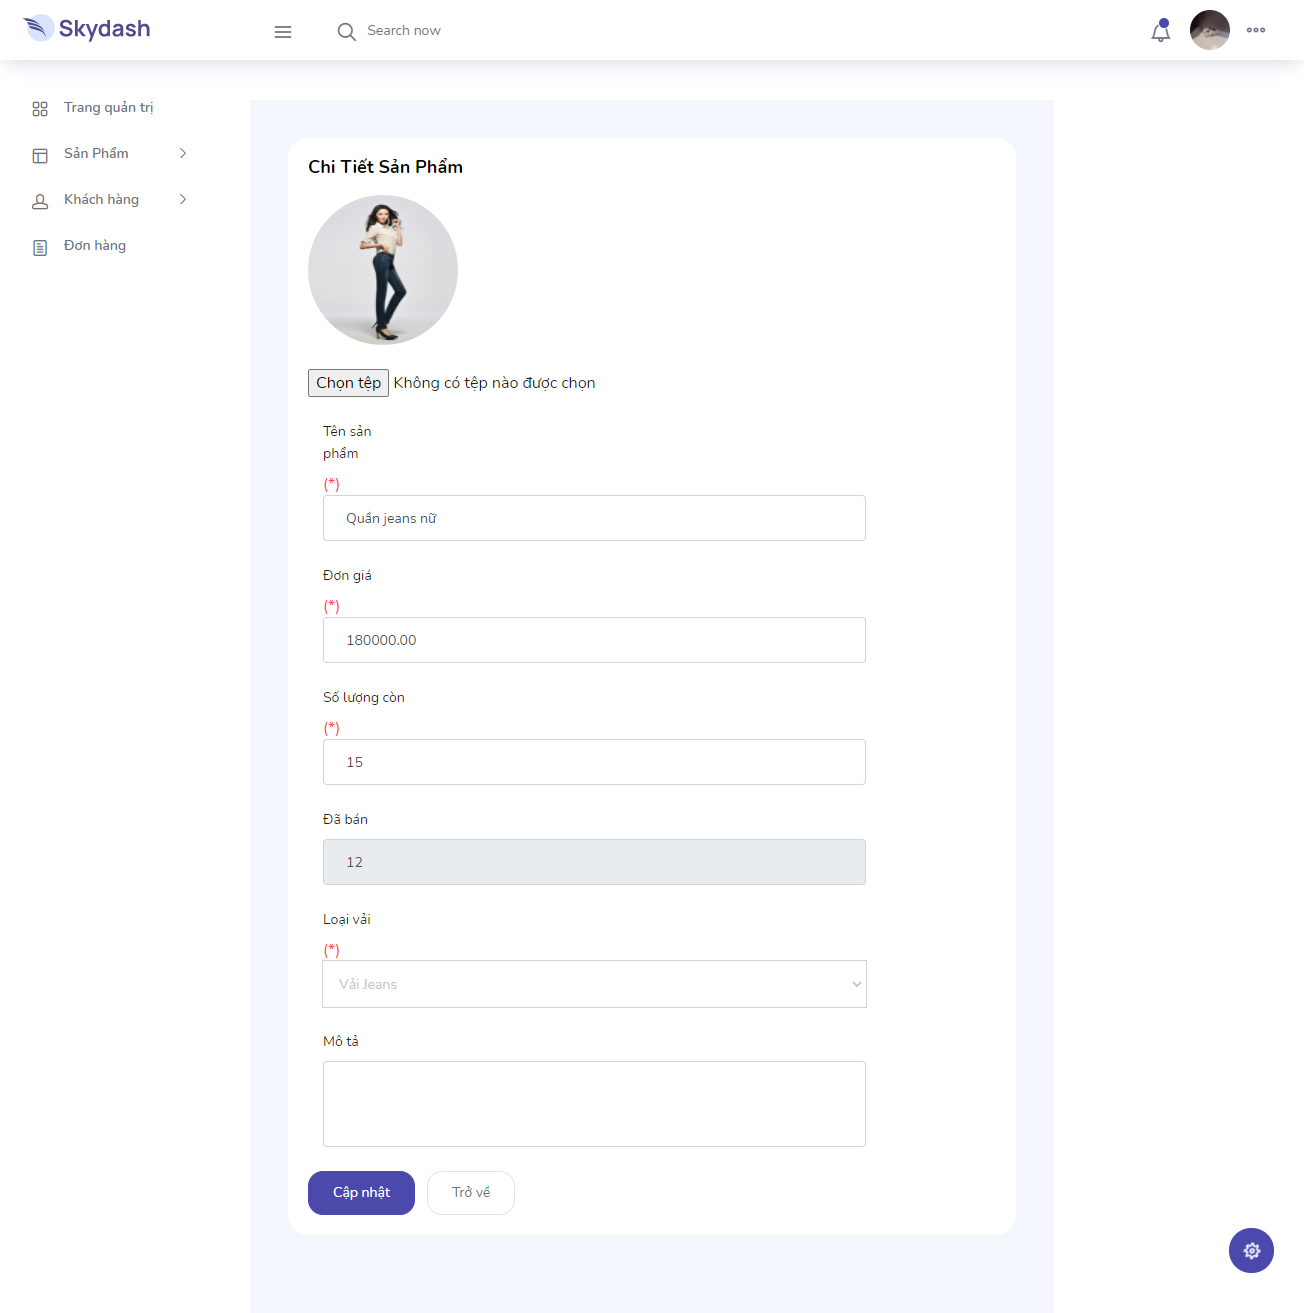 Skydash
Search now
Trang quản trị
Sản Phẩm
Khách hàng
Đơn hàng
Chi Tiết Sản Phẩm
Chọn tệp Không có tệp nào được chọn
Tên sản
phẩm
(*)
Quần jeans nữ
Đơn giá
(*)
180000.00
Số lượng còn
(*)
15
Đã bán
12
Loại vải
(*)
Vải Jeans
Mô tả
Cập nhật
Trở về